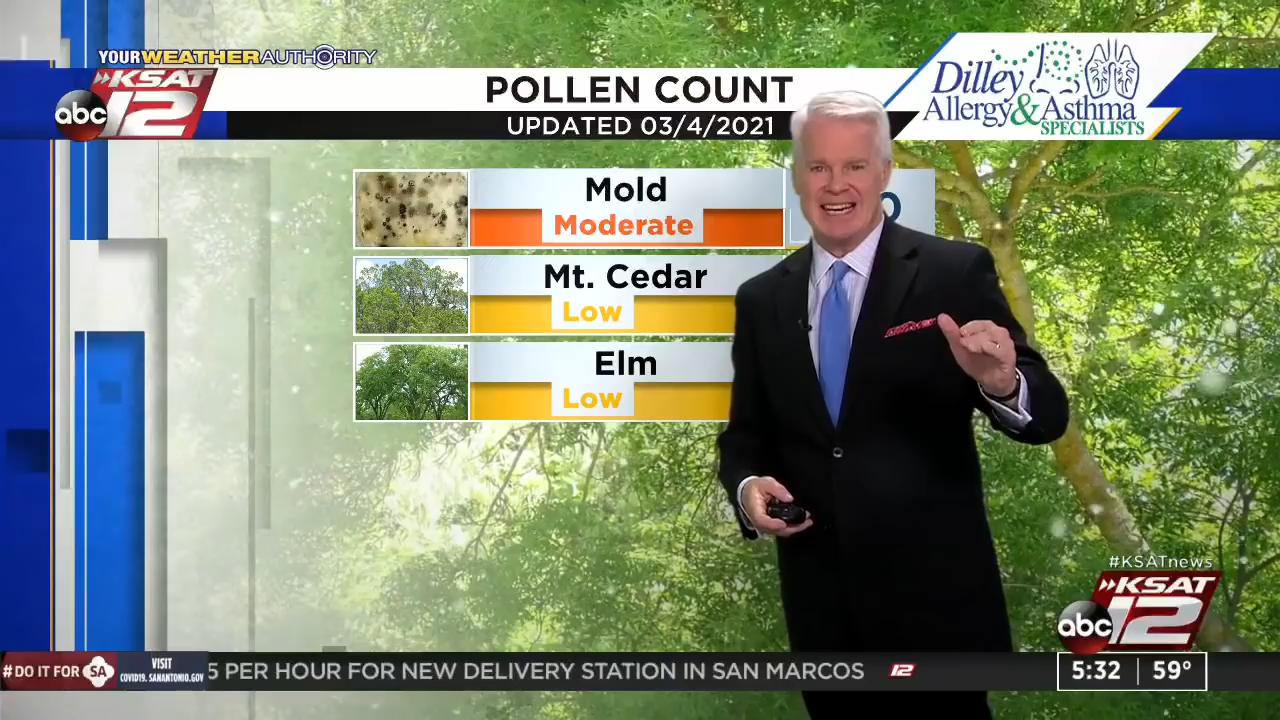 YOUR WEATHER AUTHORITY
KSAT
abc 12
POLLEN COUNT
UPDATED 03/4/2021
Dilley
Allergy & Asthma
SPECIALISTS
Mold
Moderate
Mt. Cedar
Low
Elm
Low
#KSATnews
KSAT
abc 12
#DO IT FOR SA
VISIT
COVID19.SANANTONIO.GOV
5 PER HOUR FOR NEW DELIVERY STATION IN SAN MARCOS 12
5:32 59°